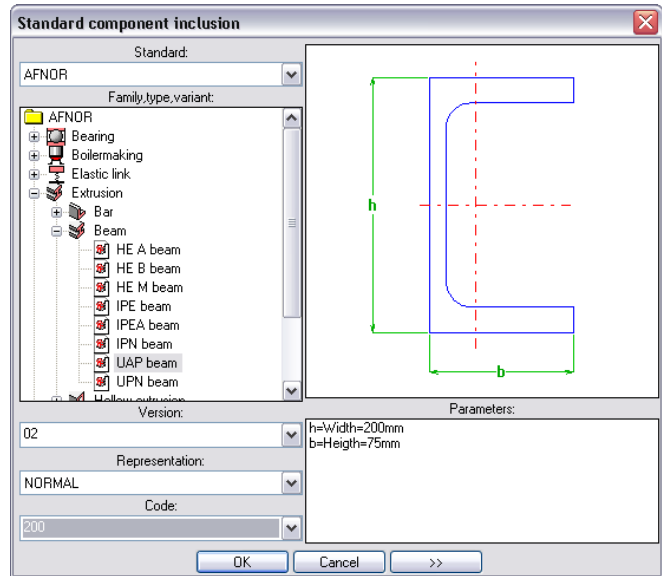 Standard component inclusion
Standard:
AFNOR
Family,type,variant:
AFNOR
Bearing
Boilermaking
Elastic link
Extrusion
Bar
Beam
HE A beam
HE B beam
HE M beam
IPE beam
IPEA beam
IPN beam
UAP beam
UPN beam
Hollow extrusion
Version:
02
Representation:
NORMAL
Code:
200
h
b
Parameters:
h=Width=200mm
b=Heigth=75mm
OK
Cancel
>>